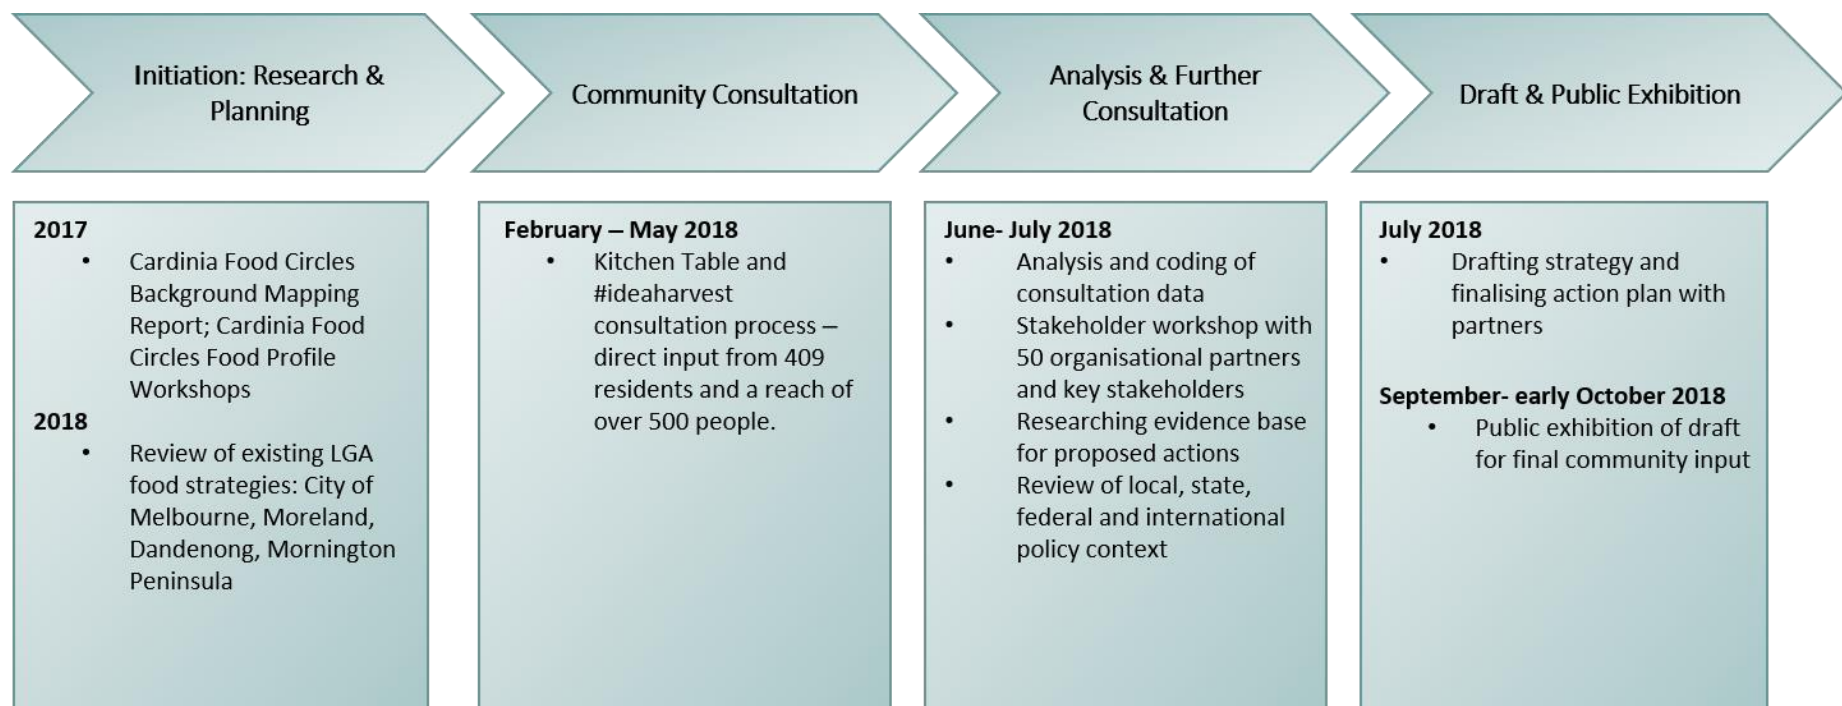 Initiation: Research &
Planning
Community Consultation
Analysis & Further
Consultation
Draft & Public Exhibition
2017
• Cardinia Food Circles
Background Mapping
Report; Cardinia Food
Circles Food Profile
Workshops
2018
• Review of existing LGA
food strategies: City of
Melbourne, Moreland,
Dandenong, Mornington
Peninsula
February – May 2018
• Kitchen Table and
#ideaharvest
consultation process –
direct input from 409
residents and a reach of
over 500 people.
June- July 2018
• Analysis and coding of
consultation data
• Stakeholder workshop with
50 organisational partners
and key stakeholders
• Researching evidence base
for proposed actions
• Review of local, state,
federal and international
policy context
July 2018
• Drafting strategy and
finalising action plan with
partners
September- early October 2018
• Public exhibition of draft
for final community input